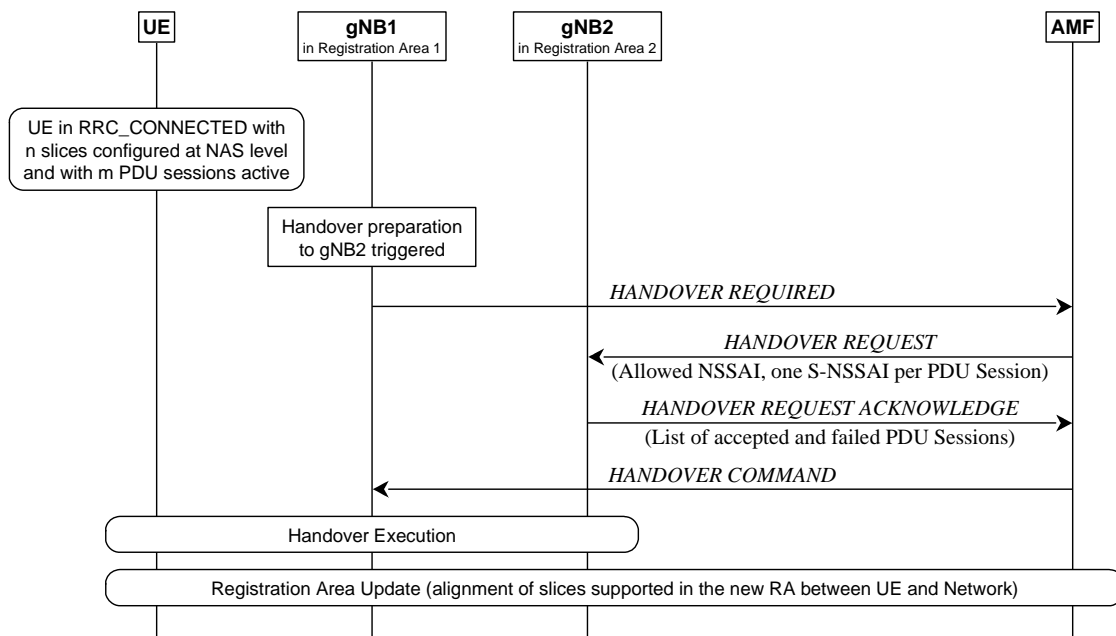 UE
gNB1
in Registration Area 1
gNB2
in Registration Area 2
AMF
UE in RRC_CONNECTED with
n slices configured at NAS level
and with m PDU sessions active
Handover preparation
to gNB2 triggered
HANDOVER REQUIRED
HANDOVER REQUEST
(Allowed NSSAI, one S-NSSAI per PDU Session)
HANDOVER REQUEST ACKNOWLEDGE
(List of accepted and failed PDU Sessions)
HANDOVER COMMAND
Handover Execution
Registration Area Update (alignment of slices supported in the new RA between UE and Network)